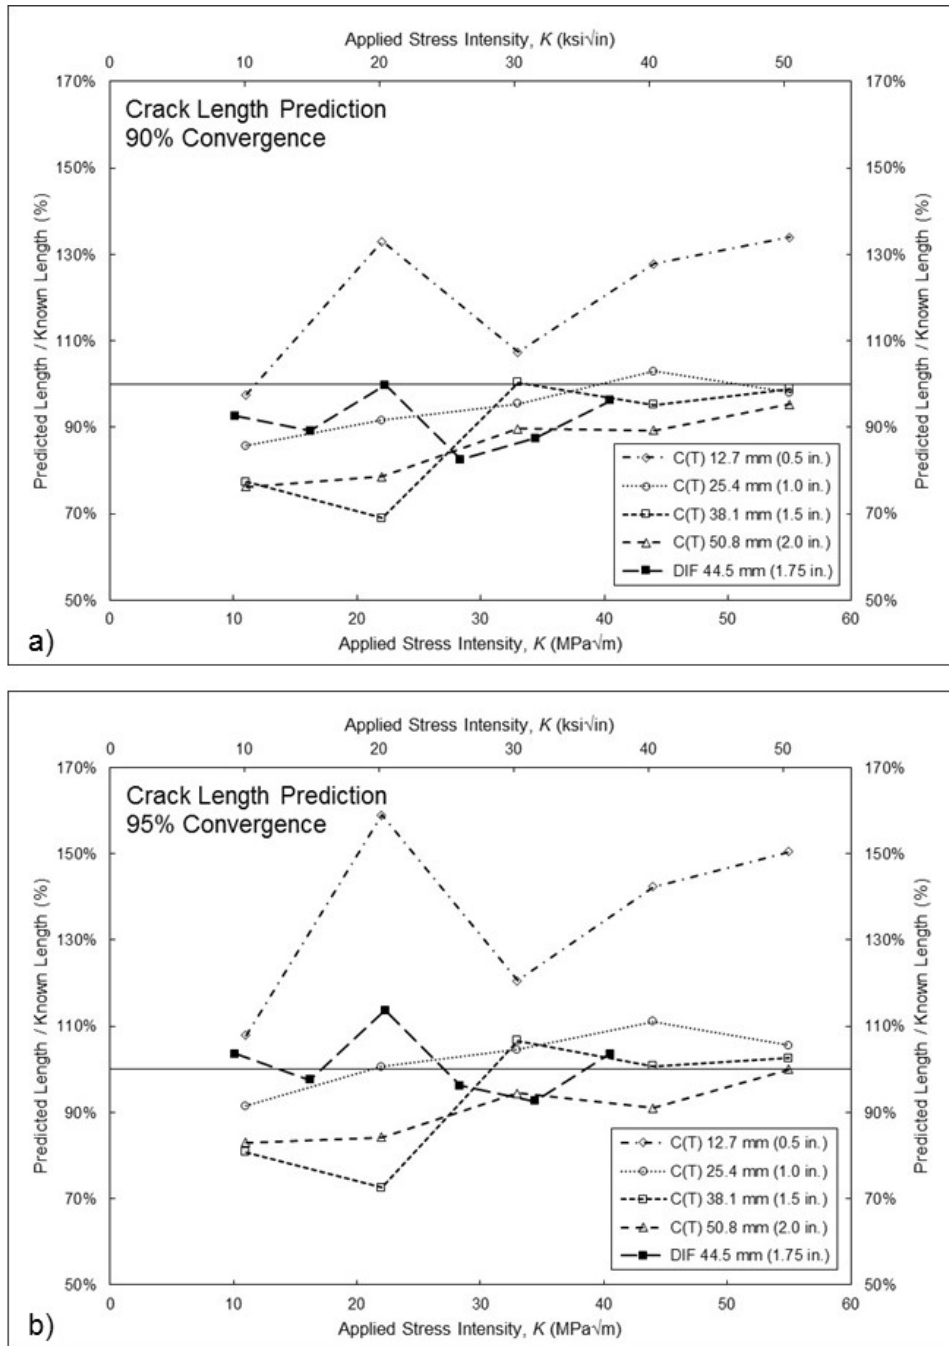 Applied Stress Intensity, K (ksi√in)
0 10 20 30 40 50
170% 170%
Crack Length Prediction
90% Convergence
150% 150%
130% 130%
110% 110%
90% 90%
70% 70%
50% 50%
Predicted Length / Known Length (%)
Predicted Length / Known Length (%)
C(T) 12.7 mm (0.5 in.)
C(T) 25.4 mm (1.0 in.)
C(T) 38.1 mm (1.5 in.)
C(T) 50.8 mm (2.0 in.)
DIF 44.5 mm (1.75 in.)
0 10 20 30 40 50 60
a)
Applied Stress Intensity, K (MPa√m)
Applied Stress Intensity, K (ksi√in)
0 10 20 30 40 50
170% 170%
Crack Length Prediction
95% Convergence
150% 150%
130% 130%
110% 110%
90% 90%
70% 70%
50% 50%
Predicted Length / Known Length (%)
Predicted Length / Known Length (%)
C(T) 12.7 mm (0.5 in.)
C(T) 25.4 mm (1.0 in.)
C(T) 38.1 mm (1.5 in.)
C(T) 50.8 mm (2.0 in.)
DIF 44.5 mm (1.75 in.)
0 10 20 30 40 50 60
b)
Applied Stress Intensity, K (MPa√m)